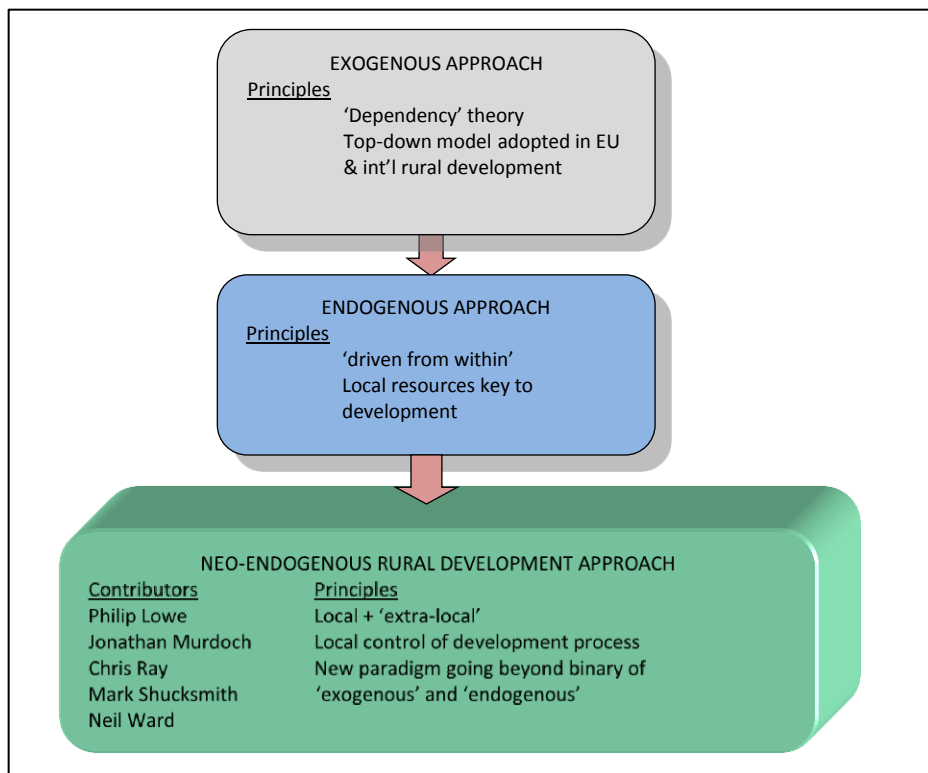 EXOGENOUS APPROACH
Principles
‘Dependency’ theory
Top-down model adopted in EU
& int’l rural development
ENDOGENOUS APPROACH
Principles
‘driven from within’
Local resources key to
development
NEO-ENDOGENOUS RURAL DEVELOPMENT APPROACH
Contributors Principles
Philip Lowe Local + ‘extra-local’
Jonathan Murdoch Local control of development process
Chris Ray New paradigm going beyond binary of
Mark Shucksmith ‘exogenous’ and ‘endogenous’
Neil Ward